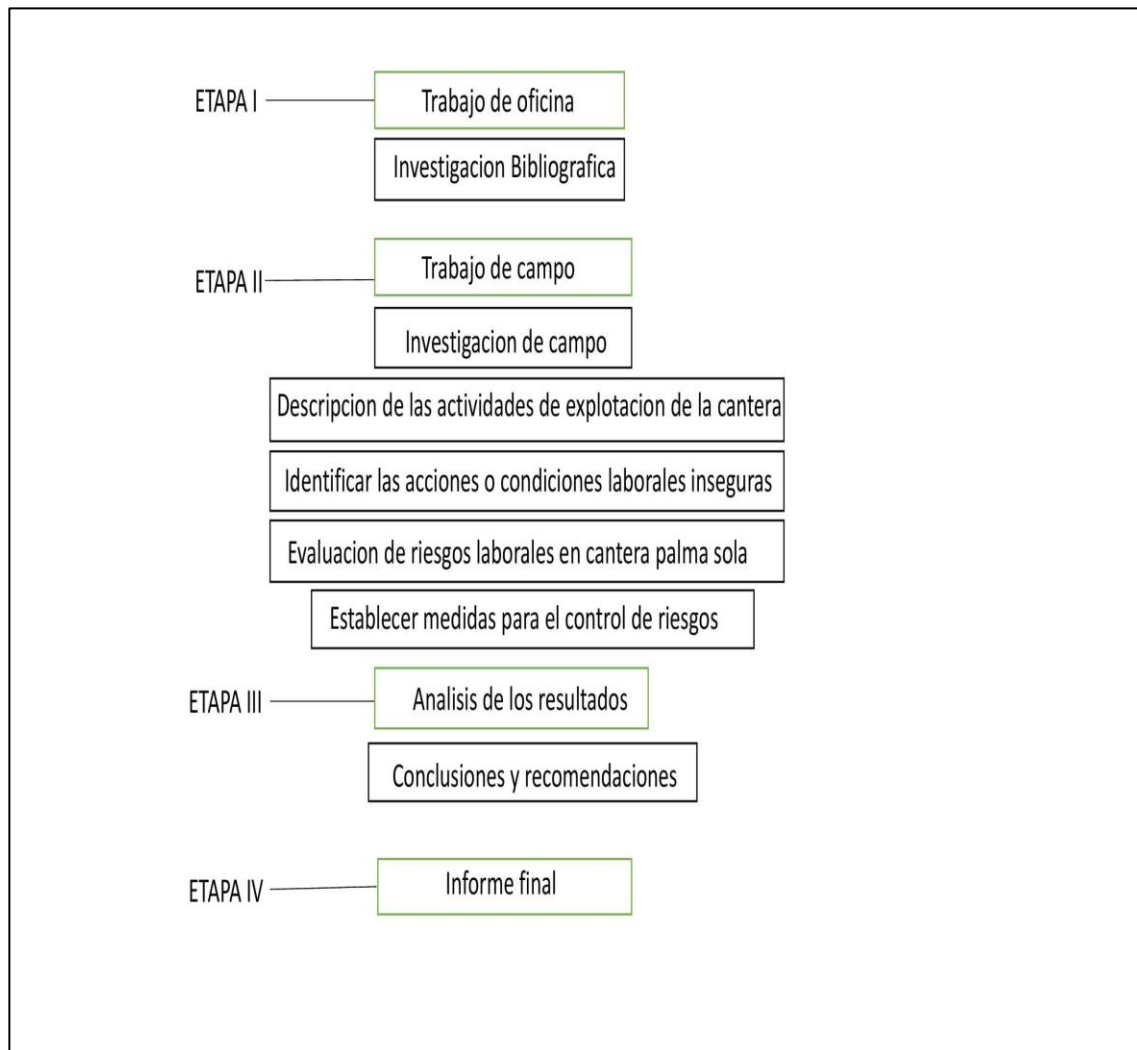 ETAPA I
Trabajo de oficina
Investigacion Bibliografica
ETAPA II
Trabajo de campo
Investigacion de campo
Descripcion de las actividades de explotacion de la cantera
Identificar las acciones o condiciones laborales inseguras
Evaluacion de riesgos laborales en cantera palma sola
Establecer medidas para el control de riesgos
ETAPA III
Analisis de los resultados
Conclusiones y recomendaciones
ETAPA IV
Informe final